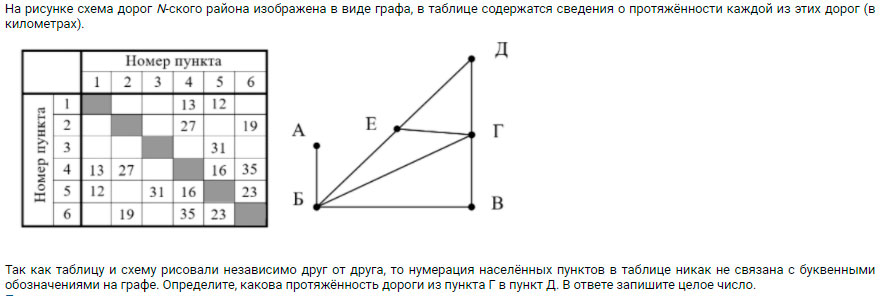 На рисунке схема дорог N-ского района изображена в виде графа, в таблице содержатся сведения о протяжённости каждой из этих дорог (в
километрах).
Номер пункта
1 2 3 4 5 6
Номер пункта
1 13 12
2 27 19
3 31
4 13 27 16 35
5 12 31 16 23
6 19 35 23
Д
А
Е
Г
Б
В
Так как таблицу и схему рисовали независимо друг от друга, то нумерация населённых пунктов в таблице никак не связана с буквенными
обозначениями на графе. Определите, какова протяжённость дороги из пункта Г в пункт Д. В ответе запишите целое число.